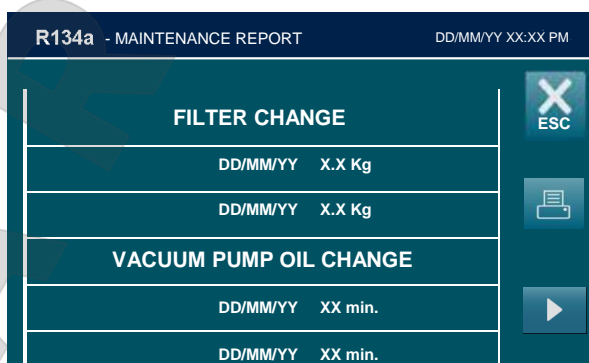 R134a - MAINTENANCE REPORT DD/MM/YY XX:XX PM
ESC
FILTER CHANGE
DD/MM/YY X.X Kg
DD/MM/YY X.X Kg
VACUUM PUMP OIL CHANGE
DD/MM/YY XX min.
DD/MM/YY XX min.